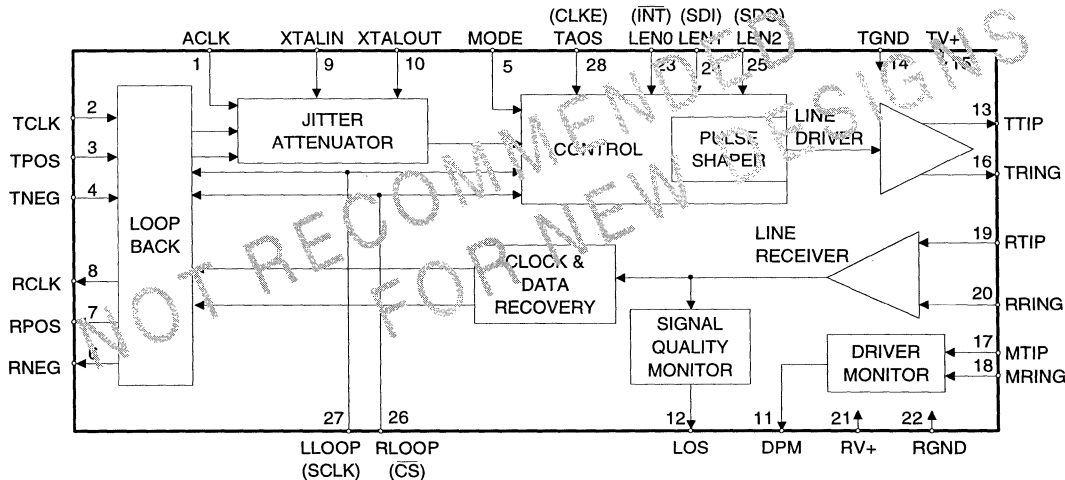 (CLKE) (INT) (SDI) (SDO)
ACLK XTALIN XTALOUT MODE TAOS LEN0 LEN1 LEN2 TGND TV+
1 9 10 5 28 23 24 25 14 15
2 TCLK
3 TPOS
4 TNEG
JITTER
ATTENUATOR
CONTROL
PULSE
SHAPER
LINE
DRIVER
13 TTIP
16 TRING
LOOP
BACK
8 RCLK
7 RPOS
6 RNEG
CLOCK &
DATA
RECOVERY
LINE
RECEIVER
19 RTIP
20 RRING
SIGNAL
QUALITY
MONITOR
DRIVER
MONITOR
17 MTIP
18 MRING
27 26 12 11 21 22
LLOOP RLOOP LOS DPM RV+ RGND
(SCLK) (CS)
NOT RECOMMENDED
FOR NEW DESIGNS